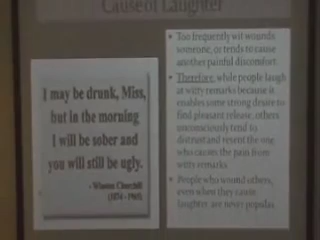 Cause of Laughter
I may be drunk, Miss,
but in the morning
I will be sober and
you will still be ugly.
- Winston Churchill
(1874 - 1965)
Too frequently wit wounds
someone, or tends to cause
another painful discomfort.
Therefore, while people laugh
at witty remarks because it
enables some strong desire to
find pleasant release, others
unconsciously tend to
distrust and resent the one
who causes the pain from
witty remarks
People who wound others,
even when they cause
laughter are never popular.